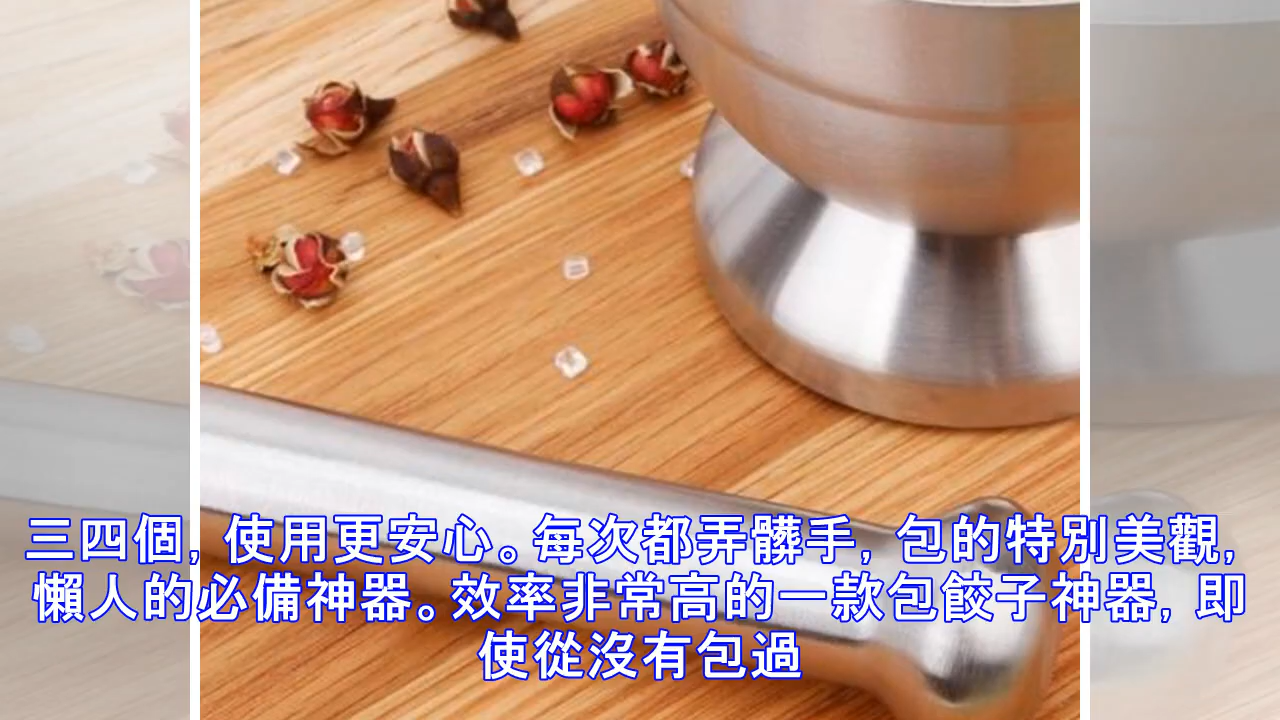 三四個, 使用更安心。每次都弄髒手, 包的特別美觀,
懶人的必備神器。效率非常高的一款包餃子神器, 即
使從沒有包過